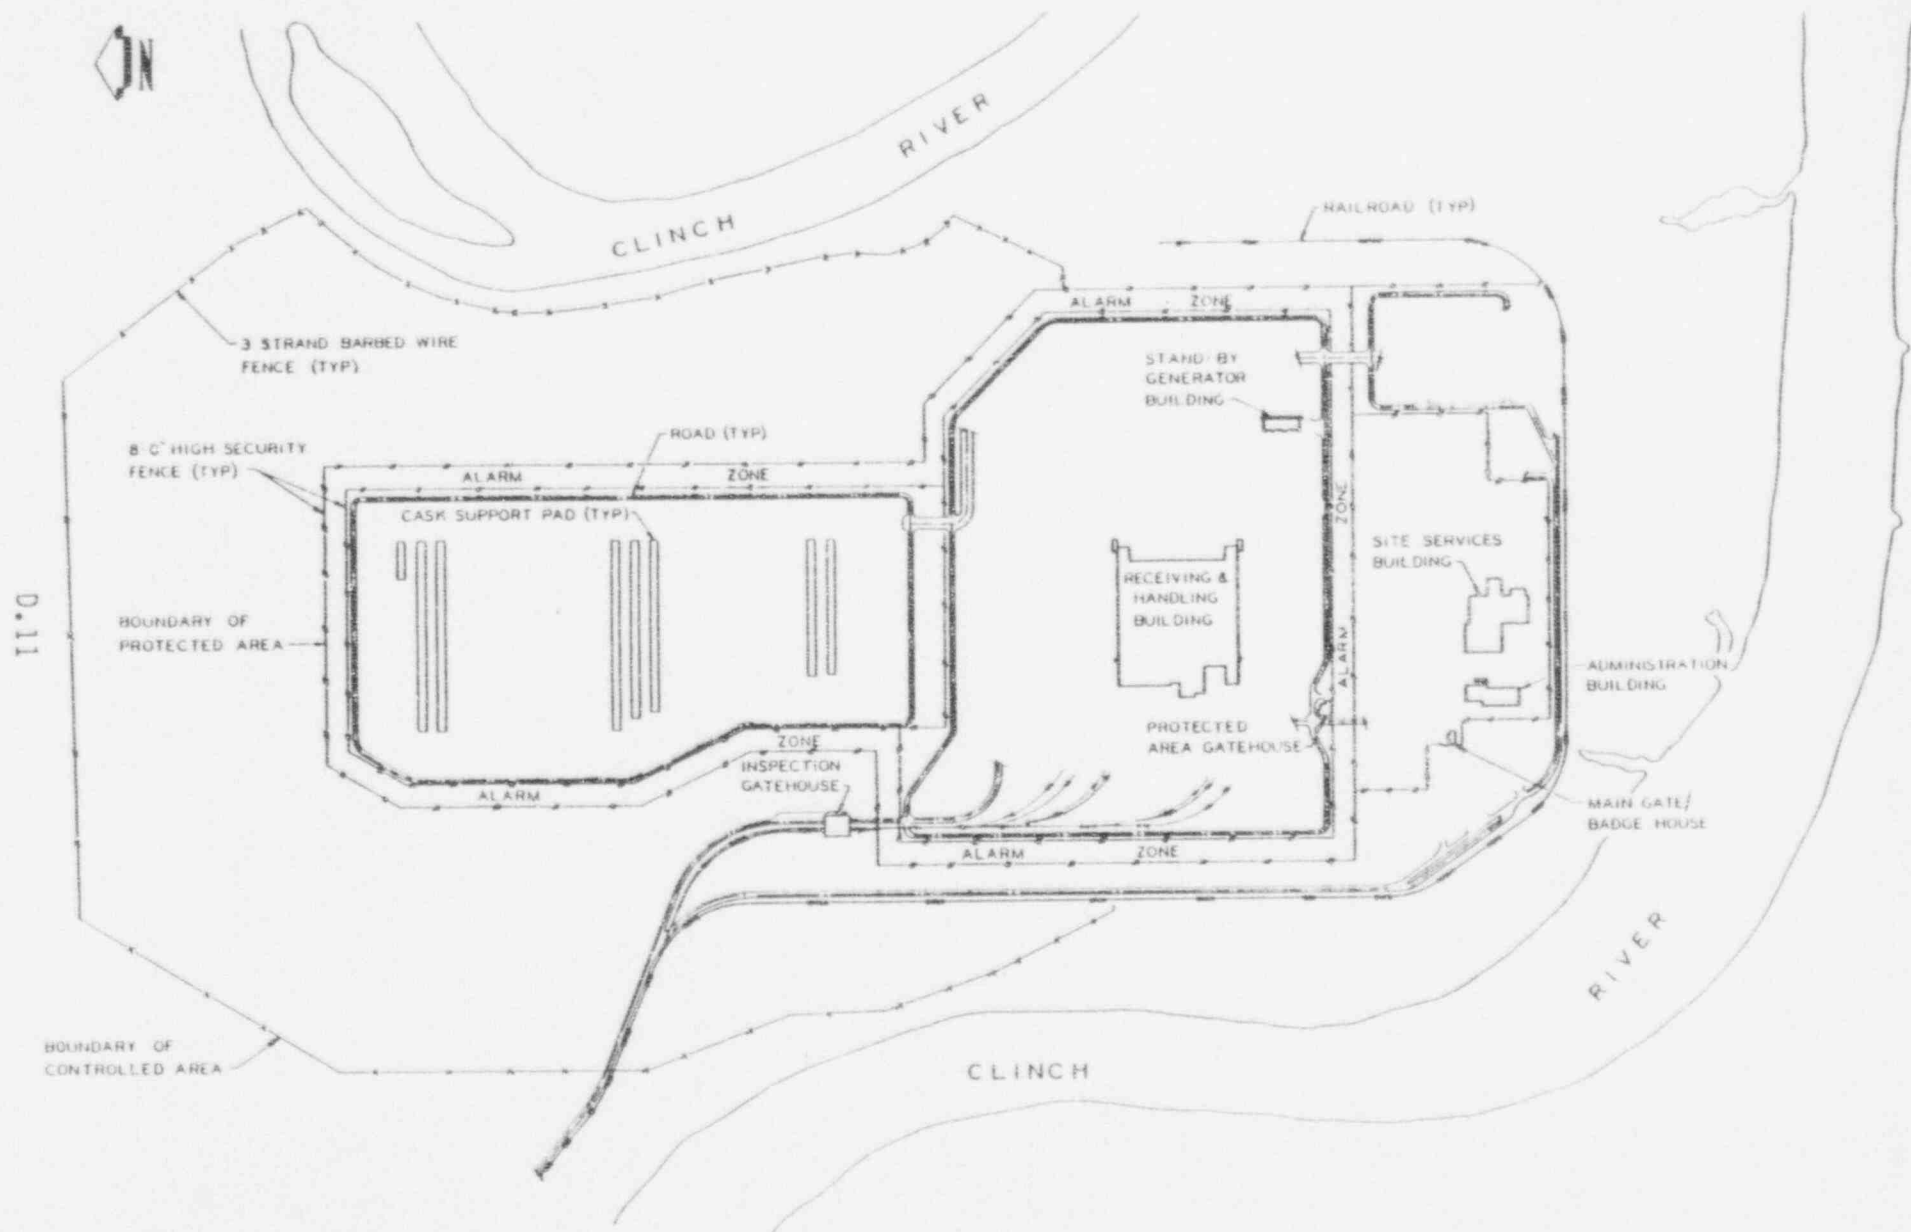 N
RIVER
CLINCH
RAILROAD (TYP)
ALARM ZONE
3 STRAND BARBED WIRE
FENCE (TYP)
STAND-BY
GENERATOR
BUILDING
8'0" HIGH SECURITY
FENCE (TYP)
ROAD (TYP)
ALARM ZONE
CASK SUPPORT PAD (TYP)
ALARM ZONE
SITE SERVICES
BUILDING
RECEIVING &
HANDLING
BUILDING
D.11
BOUNDARY OF
PROTECTED AREA
ADMINISTRATION
BUILDING
PROTECTED
AREA GATEHOUSE
ALARM ZONE
INSPECTION
GATEHOUSE
MAIN GATE/
BADGE HOUSE
ALARM ZONE
RIVER
BOUNDARY OF
CONTROLLED AREA
CLINCH